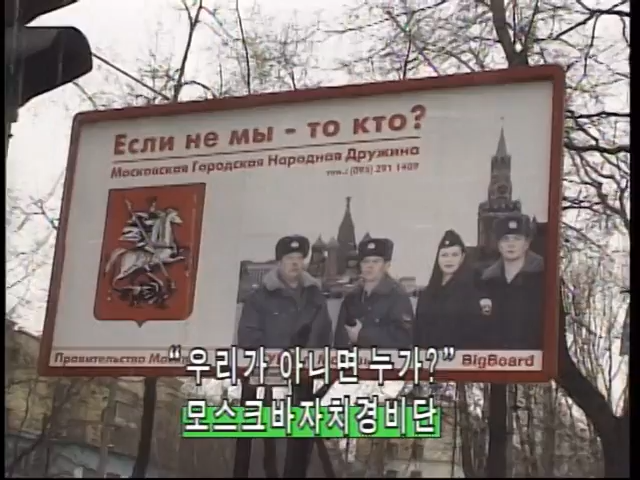 Если не мы - то кто?
Московская Городская Народная Дружина
тел.: (095) 291 1409
Правительство
BigBoard
“우리가 아니면 누가?”
모스크바자치경비단